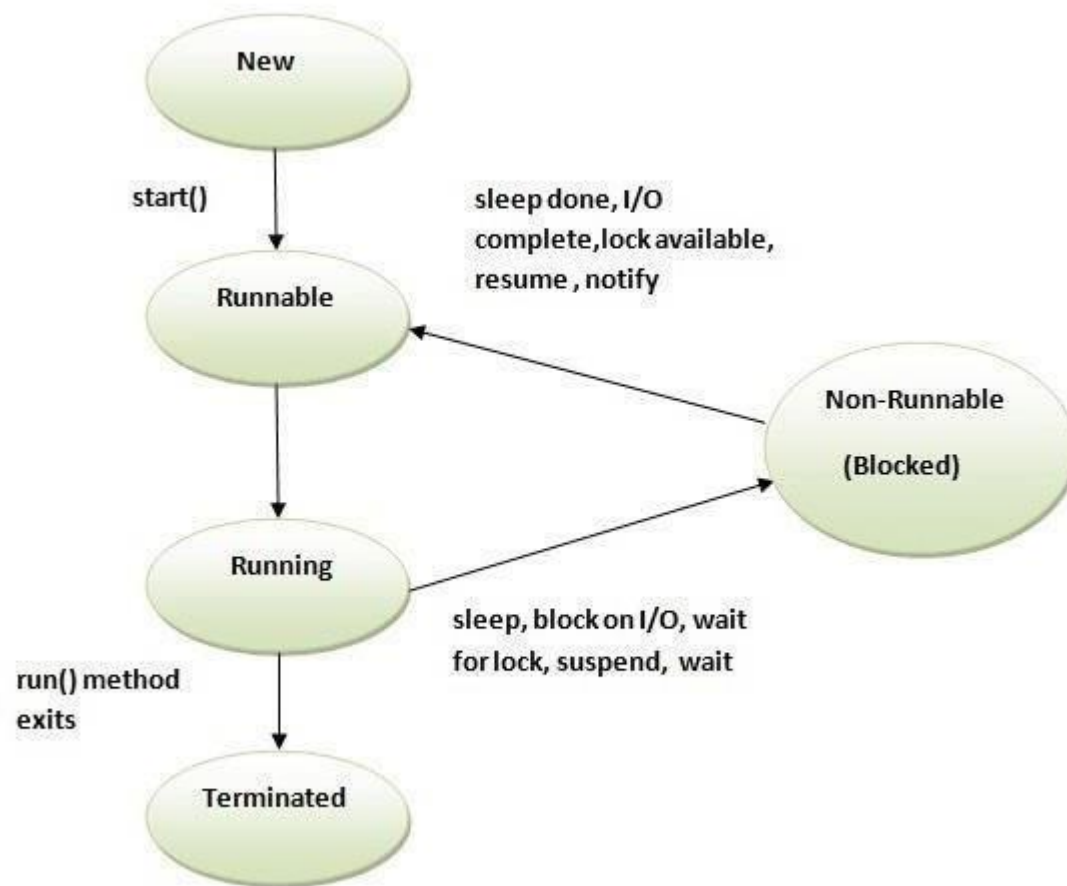 New
start()
sleep done, I/O
complete,lock available,
resume , notify
Runnable
Non-Runnable
(Blocked)
Running
sleep, block on I/O, wait
for lock, suspend, wait
run() method
exits
Terminated